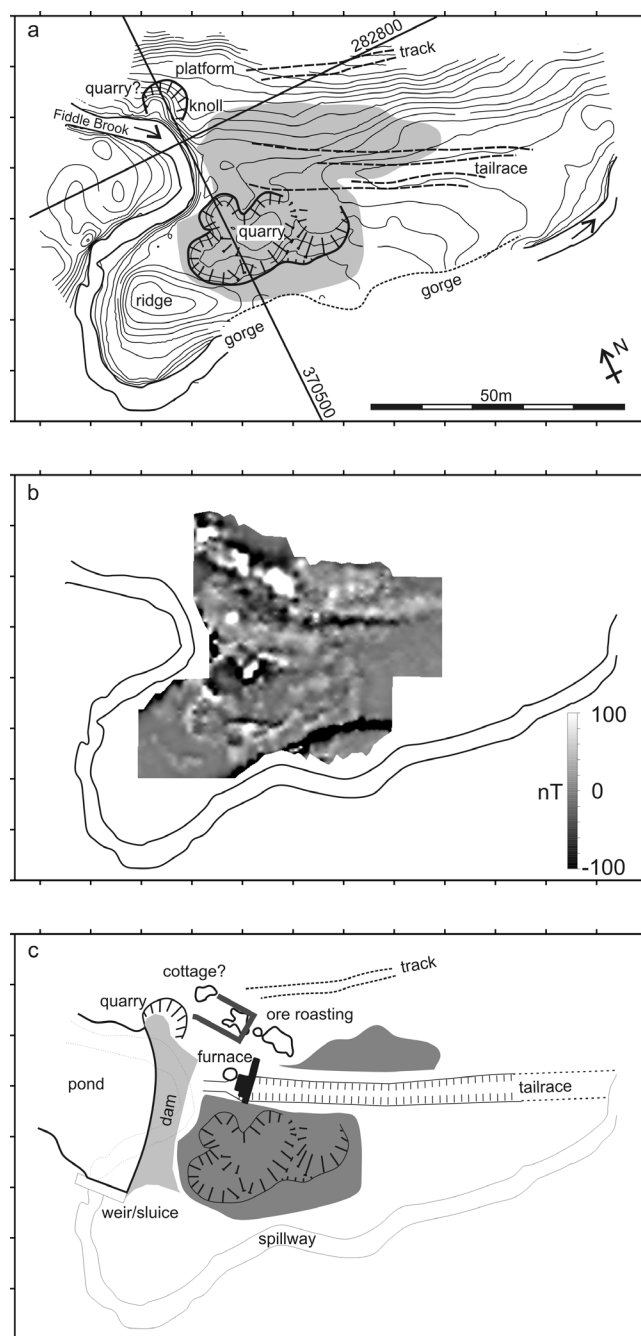 a
282800
track
platform
quarry?
knoll
Fiddle Brook
tailrace
quarry
ridge
gorge
gorge
N
370500
50m
b
100
nT 0
-100
c
cottage?
track
quarry
ore roasting
furnace
pond
dam
tailrace
weir/sluice
spillway